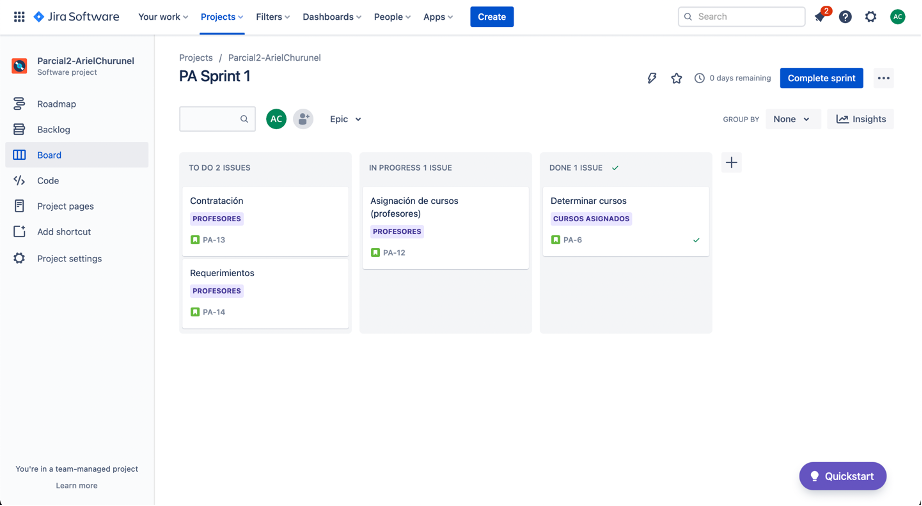 Jira Software
Your work
Projects
Filters
Dashboards
People
Apps
Create
Search
2
AC
Parcial2-ArielChurunel
Software project
Roadmap
Backlog
Board
Code
Project pages
Add shortcut
Project settings
You're in a team-managed project
Learn more
Projects / Parcial2-ArielChurunel
PA Sprint 1
0 days remaining
Complete sprint
AC
Epic
GROUP BY
None
Insights
TO DO 2 ISSUES
Contratación
PROFESORES
PA-13
Requerimientos
PROFESORES
PA-14
IN PROGRESS 1 ISSUE
Asignación de cursos
(profesores)
PROFESORES
PA-12
DONE 1 ISSUE
Determinar cursos
CURSOS ASIGNADOS
PA-6
Quickstart